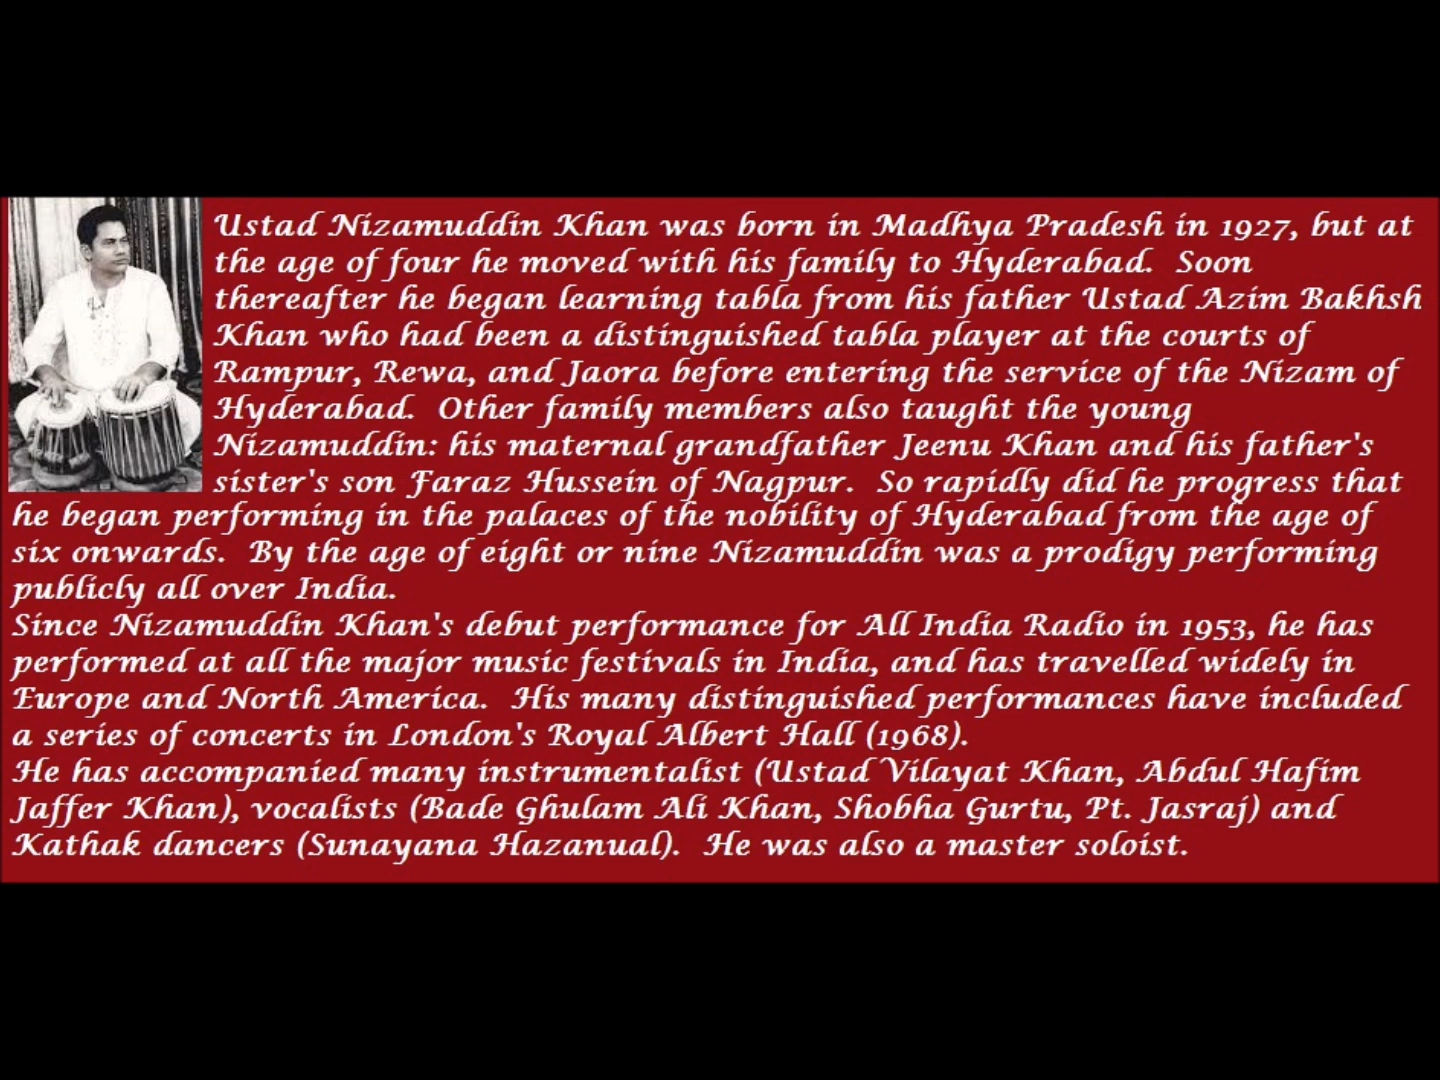 Ustad Nizamuddin Khan was born in Madhya Pradesh in 1927, but at
the age of four he moved with his family to Hyderabad. Soon
thereafter he began learning tabla from his father Ustad Azim Bakhsh
Khan who had been a distinguished tabla player at the courts of
Rampur, Rewa, and Jaora before entering the service of the Nizam of
Hyderabad. Other family members also taught the young
Nizamuddin: his maternal grandfather Jeenu Khan and his father's
sister's son Faraz Hussein of Nagpur. So rapidly did he progress that
he began performing in the palaces of the nobility of Hyderabad from the age of
six onwards. By the age of eight or nine Nizamuddin was a prodigy performing
publicly all over India.
Since Nizamuddin Khan's debut performance for All India Radio in 1953, he has
performed at all the major music festivals in India, and has travelled widely in
Europe and North America. His many distinguished performances have included
a series of concerts in London's Royal Albert Hall (1968).
He has accompanied many instrumentalist (Ustad Vilayat Khan, Abdul Hafim
Jaffer Khan), vocalists (Bade Ghulam Ali Khan, Shobha Gurtu, Pt. Jasraj) and
Kathak dancers (Sunayana Hazanual). He was also a master soloist.